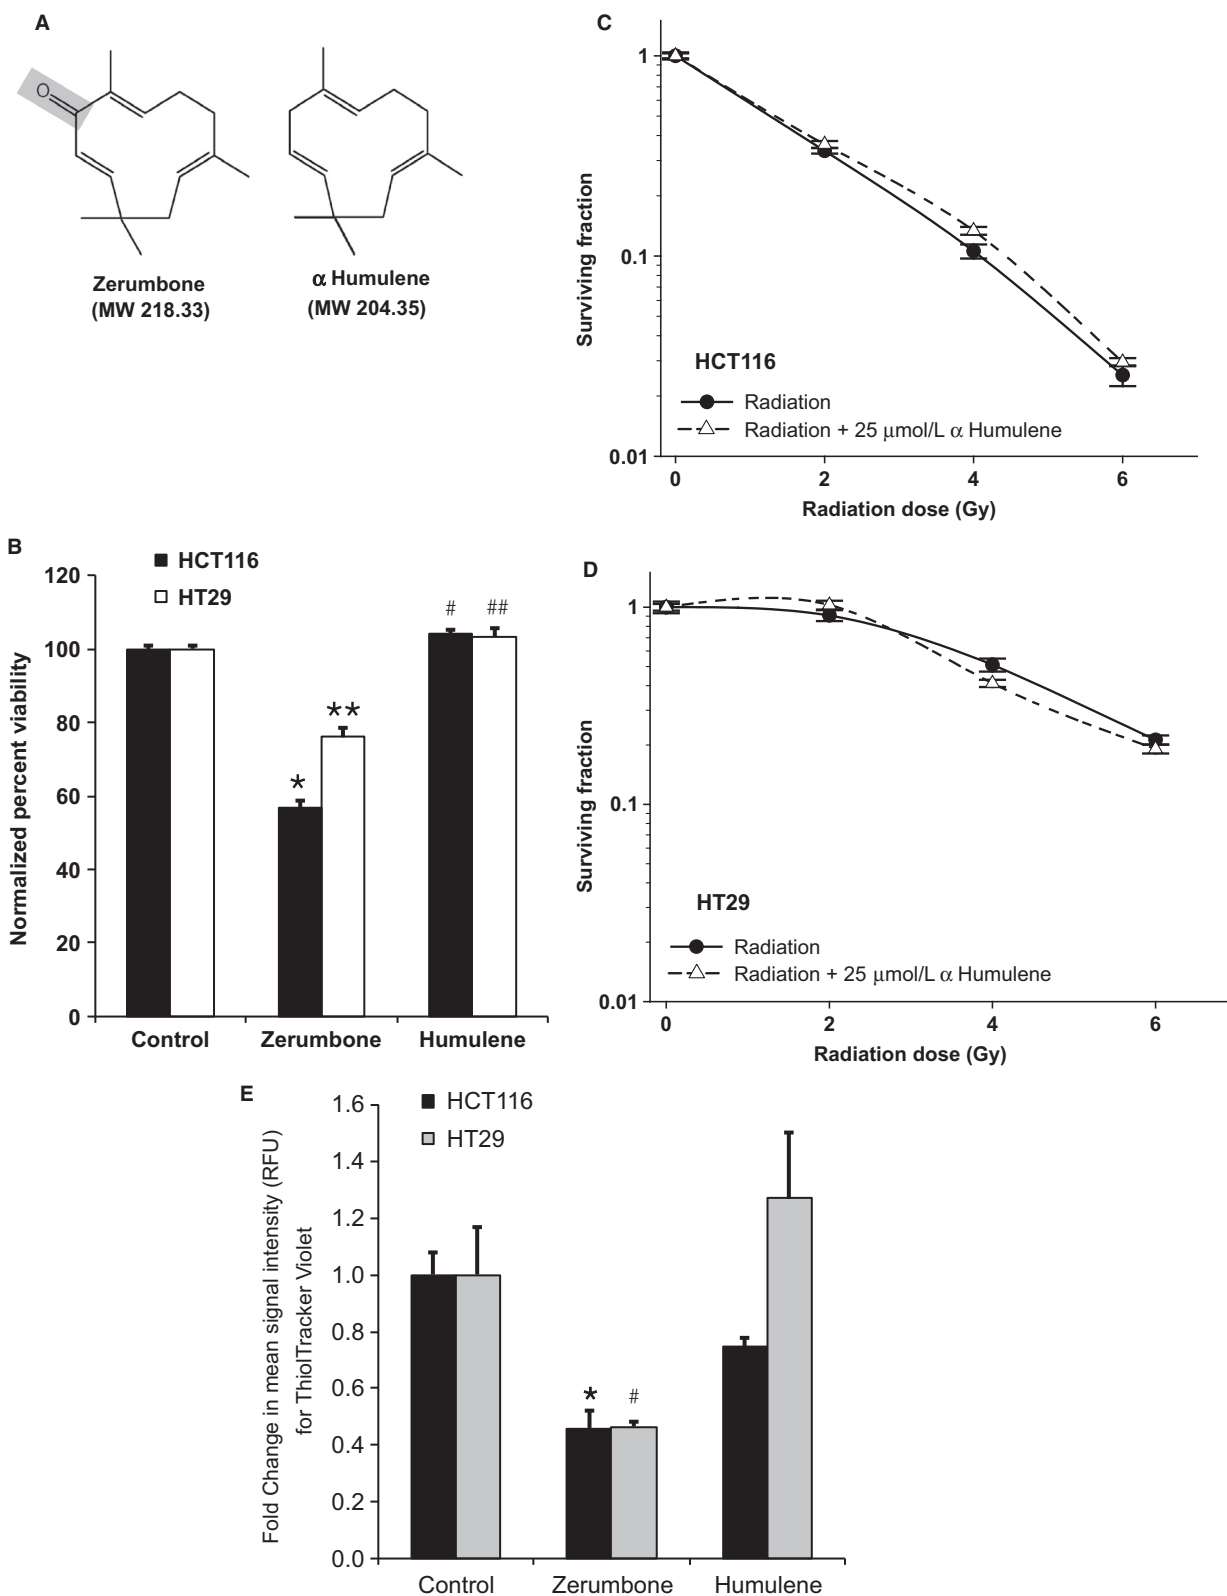 A
O
Zerumbone
(MW 218.33)
α Humulene
(MW 204.35)
B
HCT116
HT29
Normalized percent viability
120
100
80
60
40
20
0
*
**
#
##
Control
Zerumbone
Humulene
C
Surviving fraction
1
0.1
0.01
HCT116
Radiation
Radiation + 25 μmol/L α Humulene
0
2
4
6
Radiation dose (Gy)
D
Surviving fraction
1
0.1
0.01
HT29
Radiation
Radiation + 25 μmol/L α Humulene
0
2
4
6
Radiation dose (Gy)
E
HCT116
HT29
Fold Change in mean signal intensity (RFU)
for ThiolTracker Violet
1.6
1.4
1.2
1.0
0.8
0.6
0.4
0.2
0.0
*
#
Control
Zerumbone
Humulene